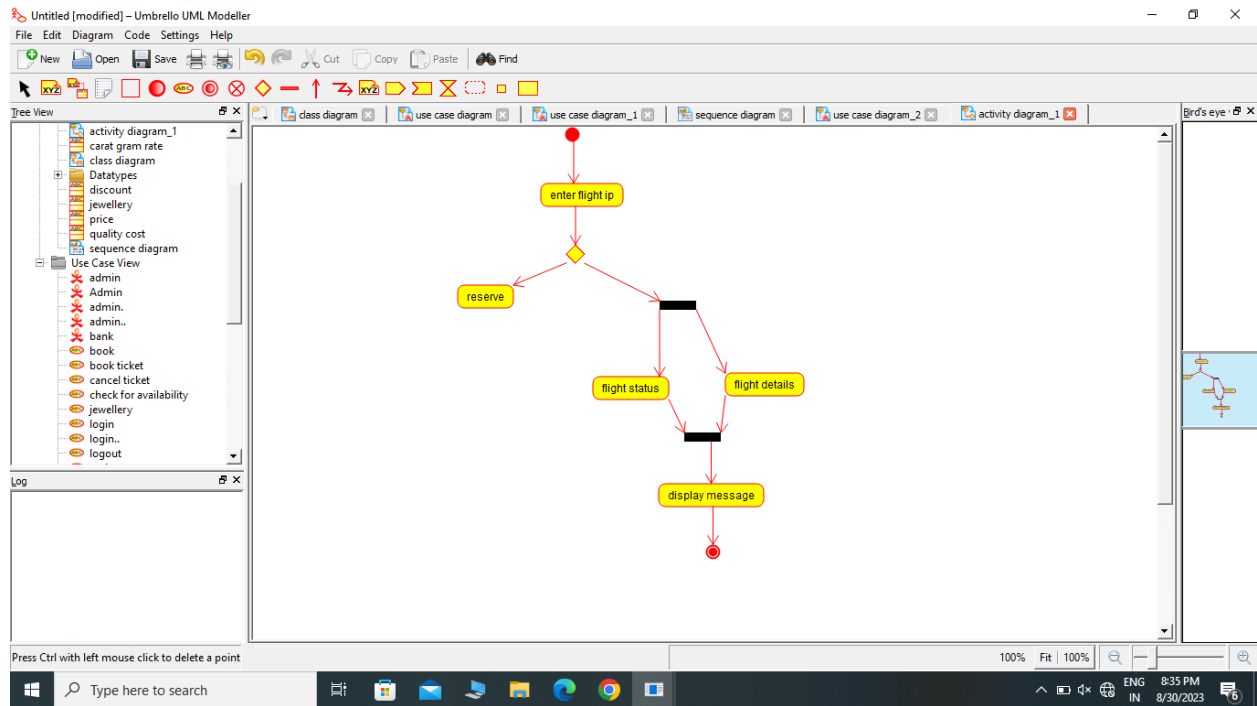 Untitled [modified] – Umbrello UML Modeller
File Edit Diagram Code Settings Help
New Open Save Cut Copy Paste Find
XYZ ABC XYZ
Tree View
class diagram use case diagram use case diagram_1 sequence diagram use case diagram_2 activity diagram_1
Bird's eye
activity diagram_1
carat gram rate
class diagram
Datatypes
discount
jewellery
price
quality cost
sequence diagram
Use Case View
admin
Admin
admin.
admin..
bank
book
book ticket
cancel ticket
check for availability
jewellery
login
login..
logout
enter flight ip
reserve
flight status
flight details
display message
Log
Press Ctrl with left mouse click to delete a point
100% Fit 100%
Type here to search
ENG
IN
8:35 PM
8/30/2023
6